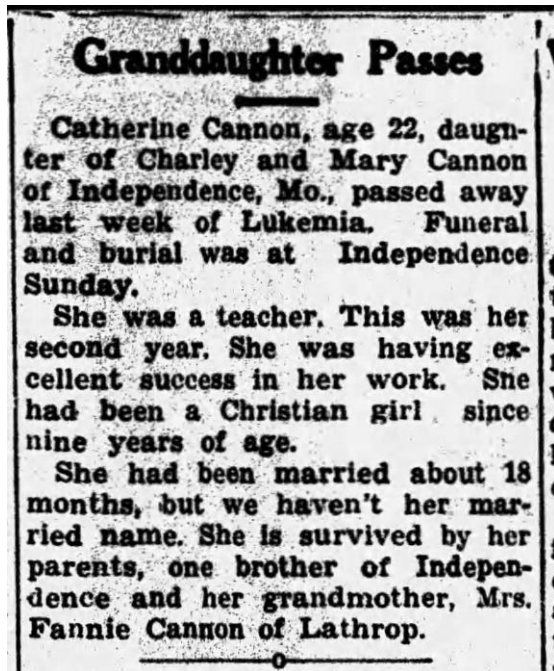 Granddaughter Passes
Catherine Cannon, age 22, daugn-
ter of Charley and Mary Cannon
of Independence, Mo., passed away
last week of Lukemia. Funeral
and burial was at Independence
Sunday.
She was a teacher. This was her
second year. She was having ex-
cellent success in her work. Sne
had been a Christian girl since
nine years of age.
She had been married about 18
months, but we haven't her mar-
ried name. She is survived by her
parents, one brother of Indepen-
dence and her grandmother, Mrs.
Fannie Cannon of Lathrop.